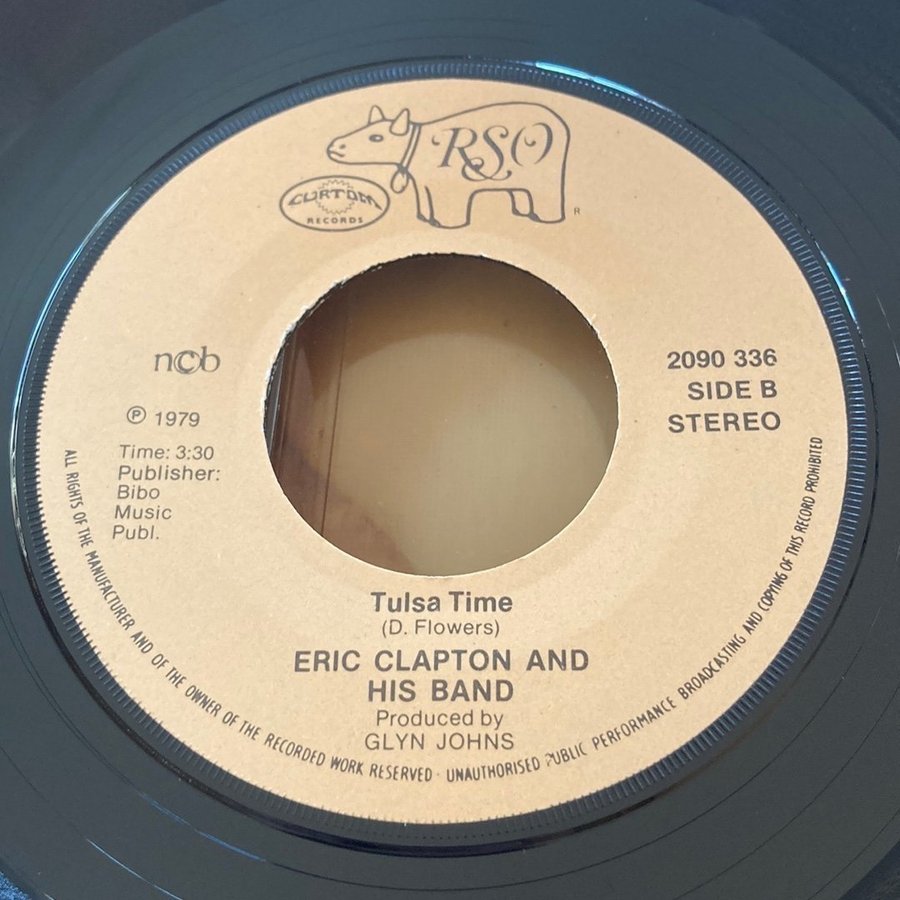 RSO
R
CURTOM
RECORDS
ncb
℗ 1979
Time: 3:30
Publisher:
Bibo
Music
Publ.
2090 336
SIDE B
STEREO
Tulsa Time
(D. Flowers)
ERIC CLAPTON AND
HIS BAND
Produced by
GLYN JOHNS
ALL RIGHTS OF THE MANUFACTURER AND OF THE OWNER OF THE RECORDED WORK RESERVED · UNAUTHORISED PUBLIC PERFORMANCE BROADCASTING AND COPYING OF THIS RECORD PROHIBITED